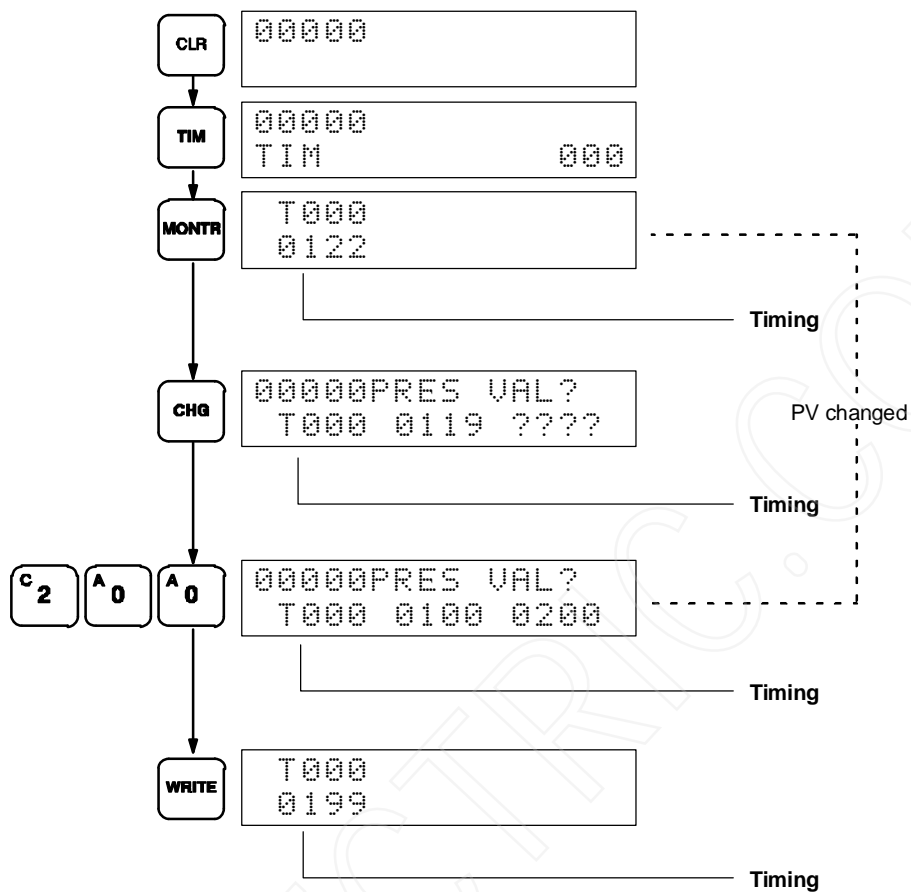 CLR
00000
TIM
00000
TIM 000
MONTR
T000
0122
Timing
CHG
00000PRES VAL?
T000 0119 ????
PV changed
Timing
C 2 A 0 A 0
00000PRES VAL?
T000 0100 0200
Timing
WRITE
T000
0199
Timing